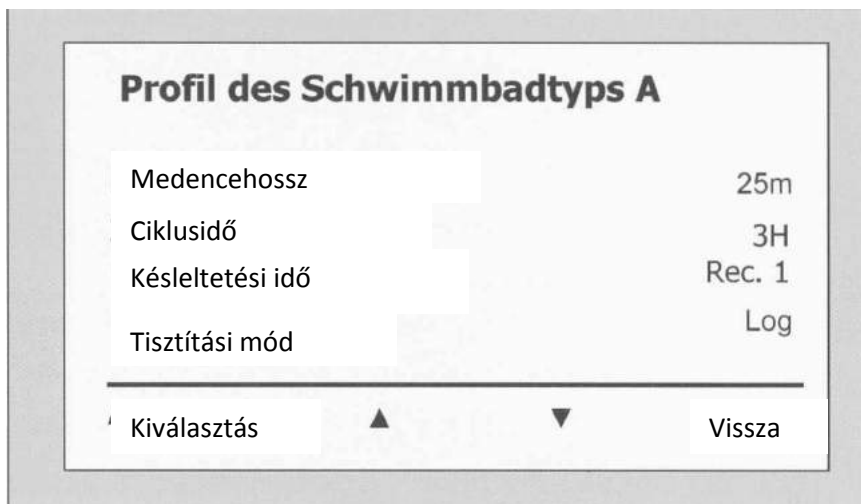 Profil des Schwimmbadtyps A
Medencehossz 25m
Ciklusidő 3H
Késleltetési idő Rec. 1
Tisztítási mód Log
Kiválasztás ▲ ▼ Vissza